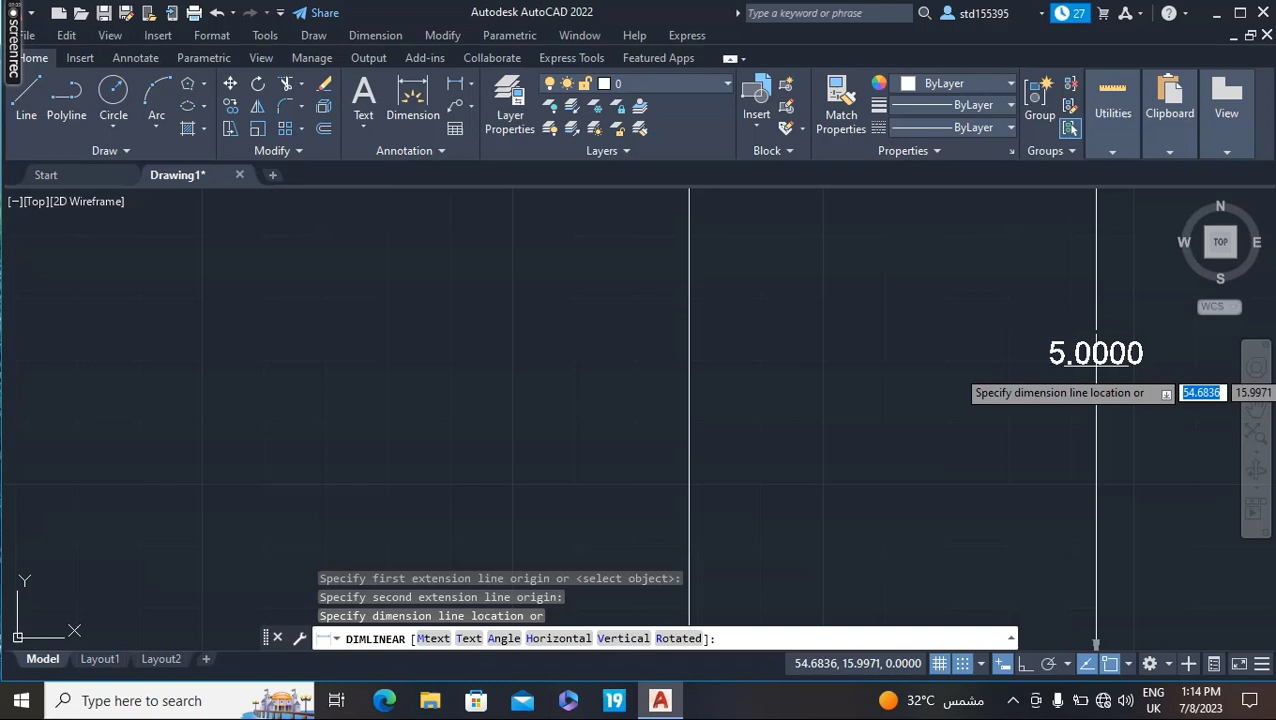 screenrec
Share
Autodesk AutoCAD 2022
Type a keyword or phrase
std155395
27
Edit View Insert Format Tools Draw Dimension Modify Parametric Window Help Express
Insert Annotate Parametric View Manage Output Add-ins Collaborate Express Tools Featured Apps
Line
Polyline
Circle
Arc
Text
Dimension
Layer
Properties
0
Insert
Match
Properties
ByLayer
ByLayer
ByLayer
Group
Utilities
Clipboard
View
Draw
Modify
Annotation
Layers
Block
Properties
Groups
Start
Drawing1*
[−][Top][2D Wireframe]
N
W
TOP
E
S
WCS
5.0000
Specify dimension line location or
54.6836
15.9971
Y
X
Specify first extension line origin or <select object>:
Specify second extension line origin:
Specify dimension line location or
DIMLINEAR [Mtext Text Angle Horizontal Vertical Rotated]:
Model
Layout1
Layout2
54.6836, 15.9971, 0.0000
Type here to search
19
A
32°C
مشمس
ENG
UK
1:14 PM
7/8/2023